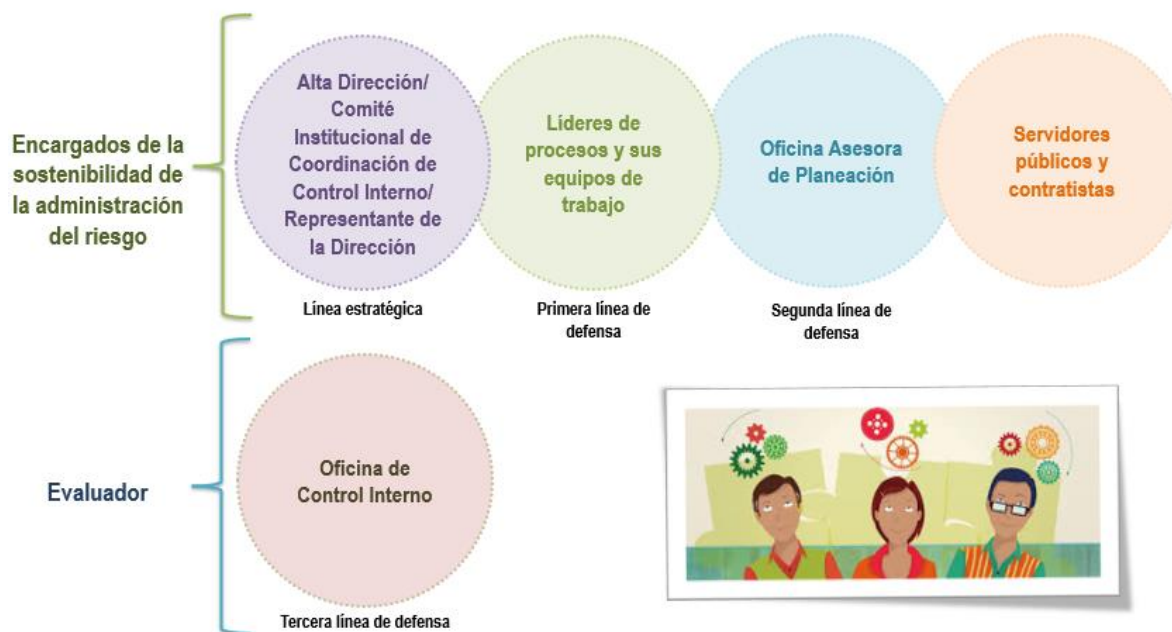 Encargados de la
sostenibilidad de
la administración
del riesgo
Alta Dirección/
Comité
Institucional de
Coordinación de
Control Interno/
Representante de
la Dirección
Línea estratégica
Líderes de
procesos y sus
equipos de
trabajo
Primera línea de
defensa
Oficina Asesora
de Planeación
Segunda línea de
defensa
Servidores
públicos y
contratistas
Evaluador
Oficina de
Control Interno
Tercera línea de defensa